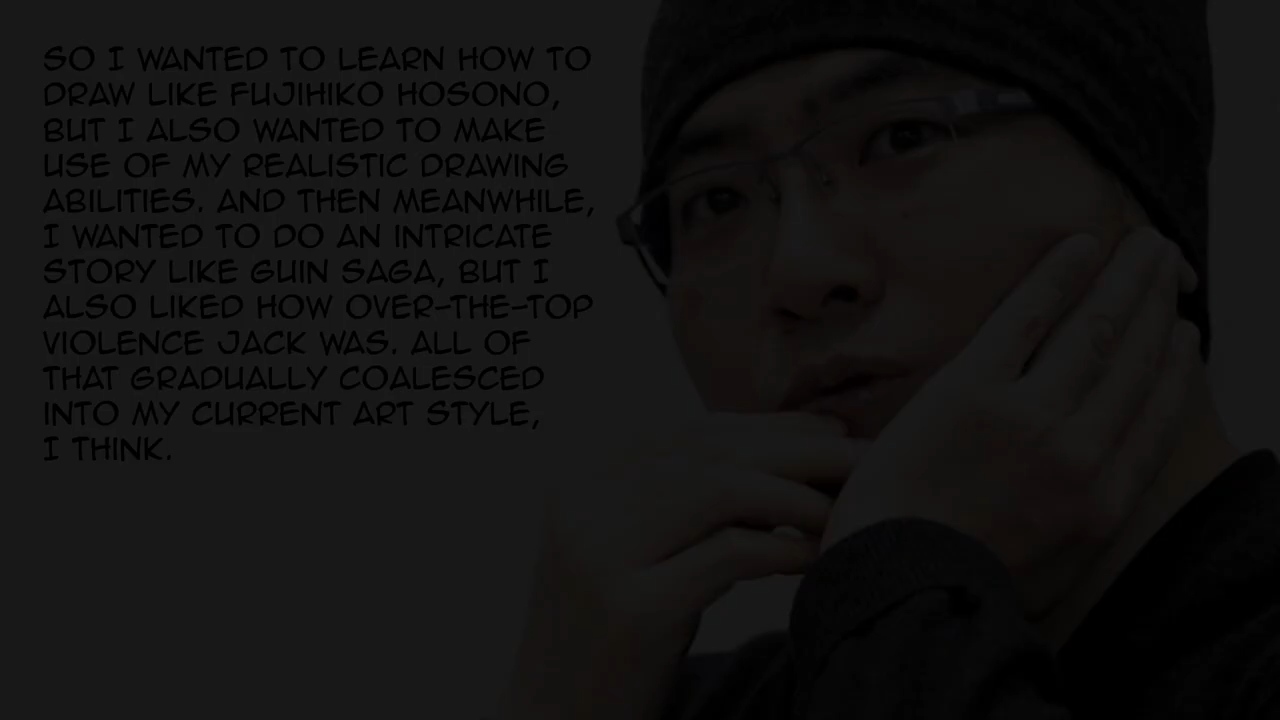 SO I WANTED TO LEARN HOW TO
DRAW LIKE FUJIHIKO HOSONO,
BUT I ALSO WANTED TO MAKE
USE OF MY REALISTIC DRAWING
ABILITIES. AND THEN MEANWHILE,
I WANTED TO DO AN INTRICATE
STORY LIKE GUIN SAGA, BUT I
ALSO LIKED HOW OVER-THE-TOP
VIOLENCE JACK WAS. ALL OF
THAT GRADUALLY COALESCED
INTO MY CURRENT ART STYLE,
I THINK.